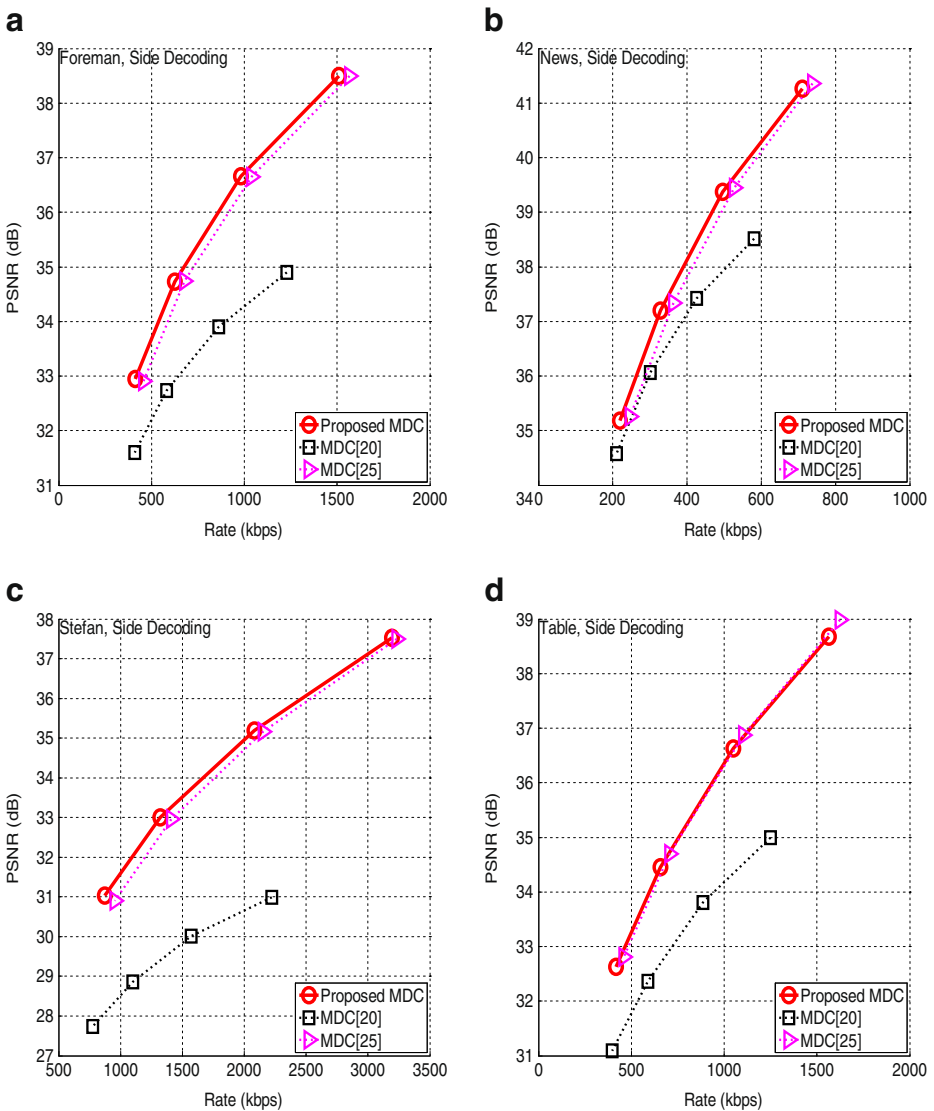 a
39
38
37
36
35
34
33
32
31
PSNR (dB)
Foreman, Side Decoding
Proposed MDC
MDC[20]
MDC[25]
0 500 1000 1500 2000
Rate (kbps)
b
42
41
40
39
38
37
36
35
340
PSNR (dB)
News, Side Decoding
Proposed MDC
MDC[20]
MDC[25]
200 400 600 800 1000
Rate (kbps)
c
38
37
36
35
34
33
32
31
30
29
28
27
PSNR (dB)
Stefan, Side Decoding
Proposed MDC
MDC[20]
MDC[25]
500 1000 1500 2000 2500 3000 3500
Rate (kbps)
d
39
38
37
36
35
34
33
32
31
PSNR (dB)
Table, Side Decoding
Proposed MDC
MDC[20]
MDC[25]
0 500 1000 1500 2000
Rate (kbps)